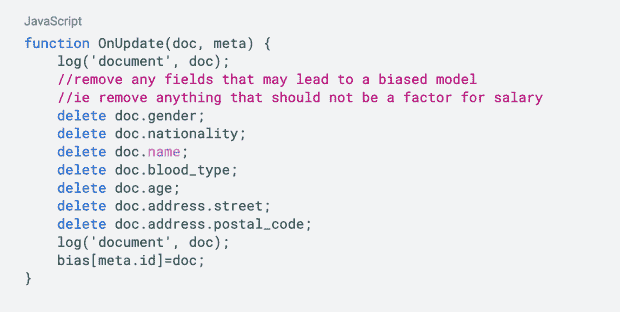 JavaScript
function OnUpdate(doc, meta) {
    log('document', doc);
    //remove any fields that may lead to a biased model
    //ie remove anything that should not be a factor for salary
    delete doc.gender;
    delete doc.nationality;
    delete doc.name;
    delete doc.blood_type;
    delete doc.age;
    delete doc.address.street;
    delete doc.address.postal_code;
    log('document', doc);
    bias[meta.id]=doc;
}